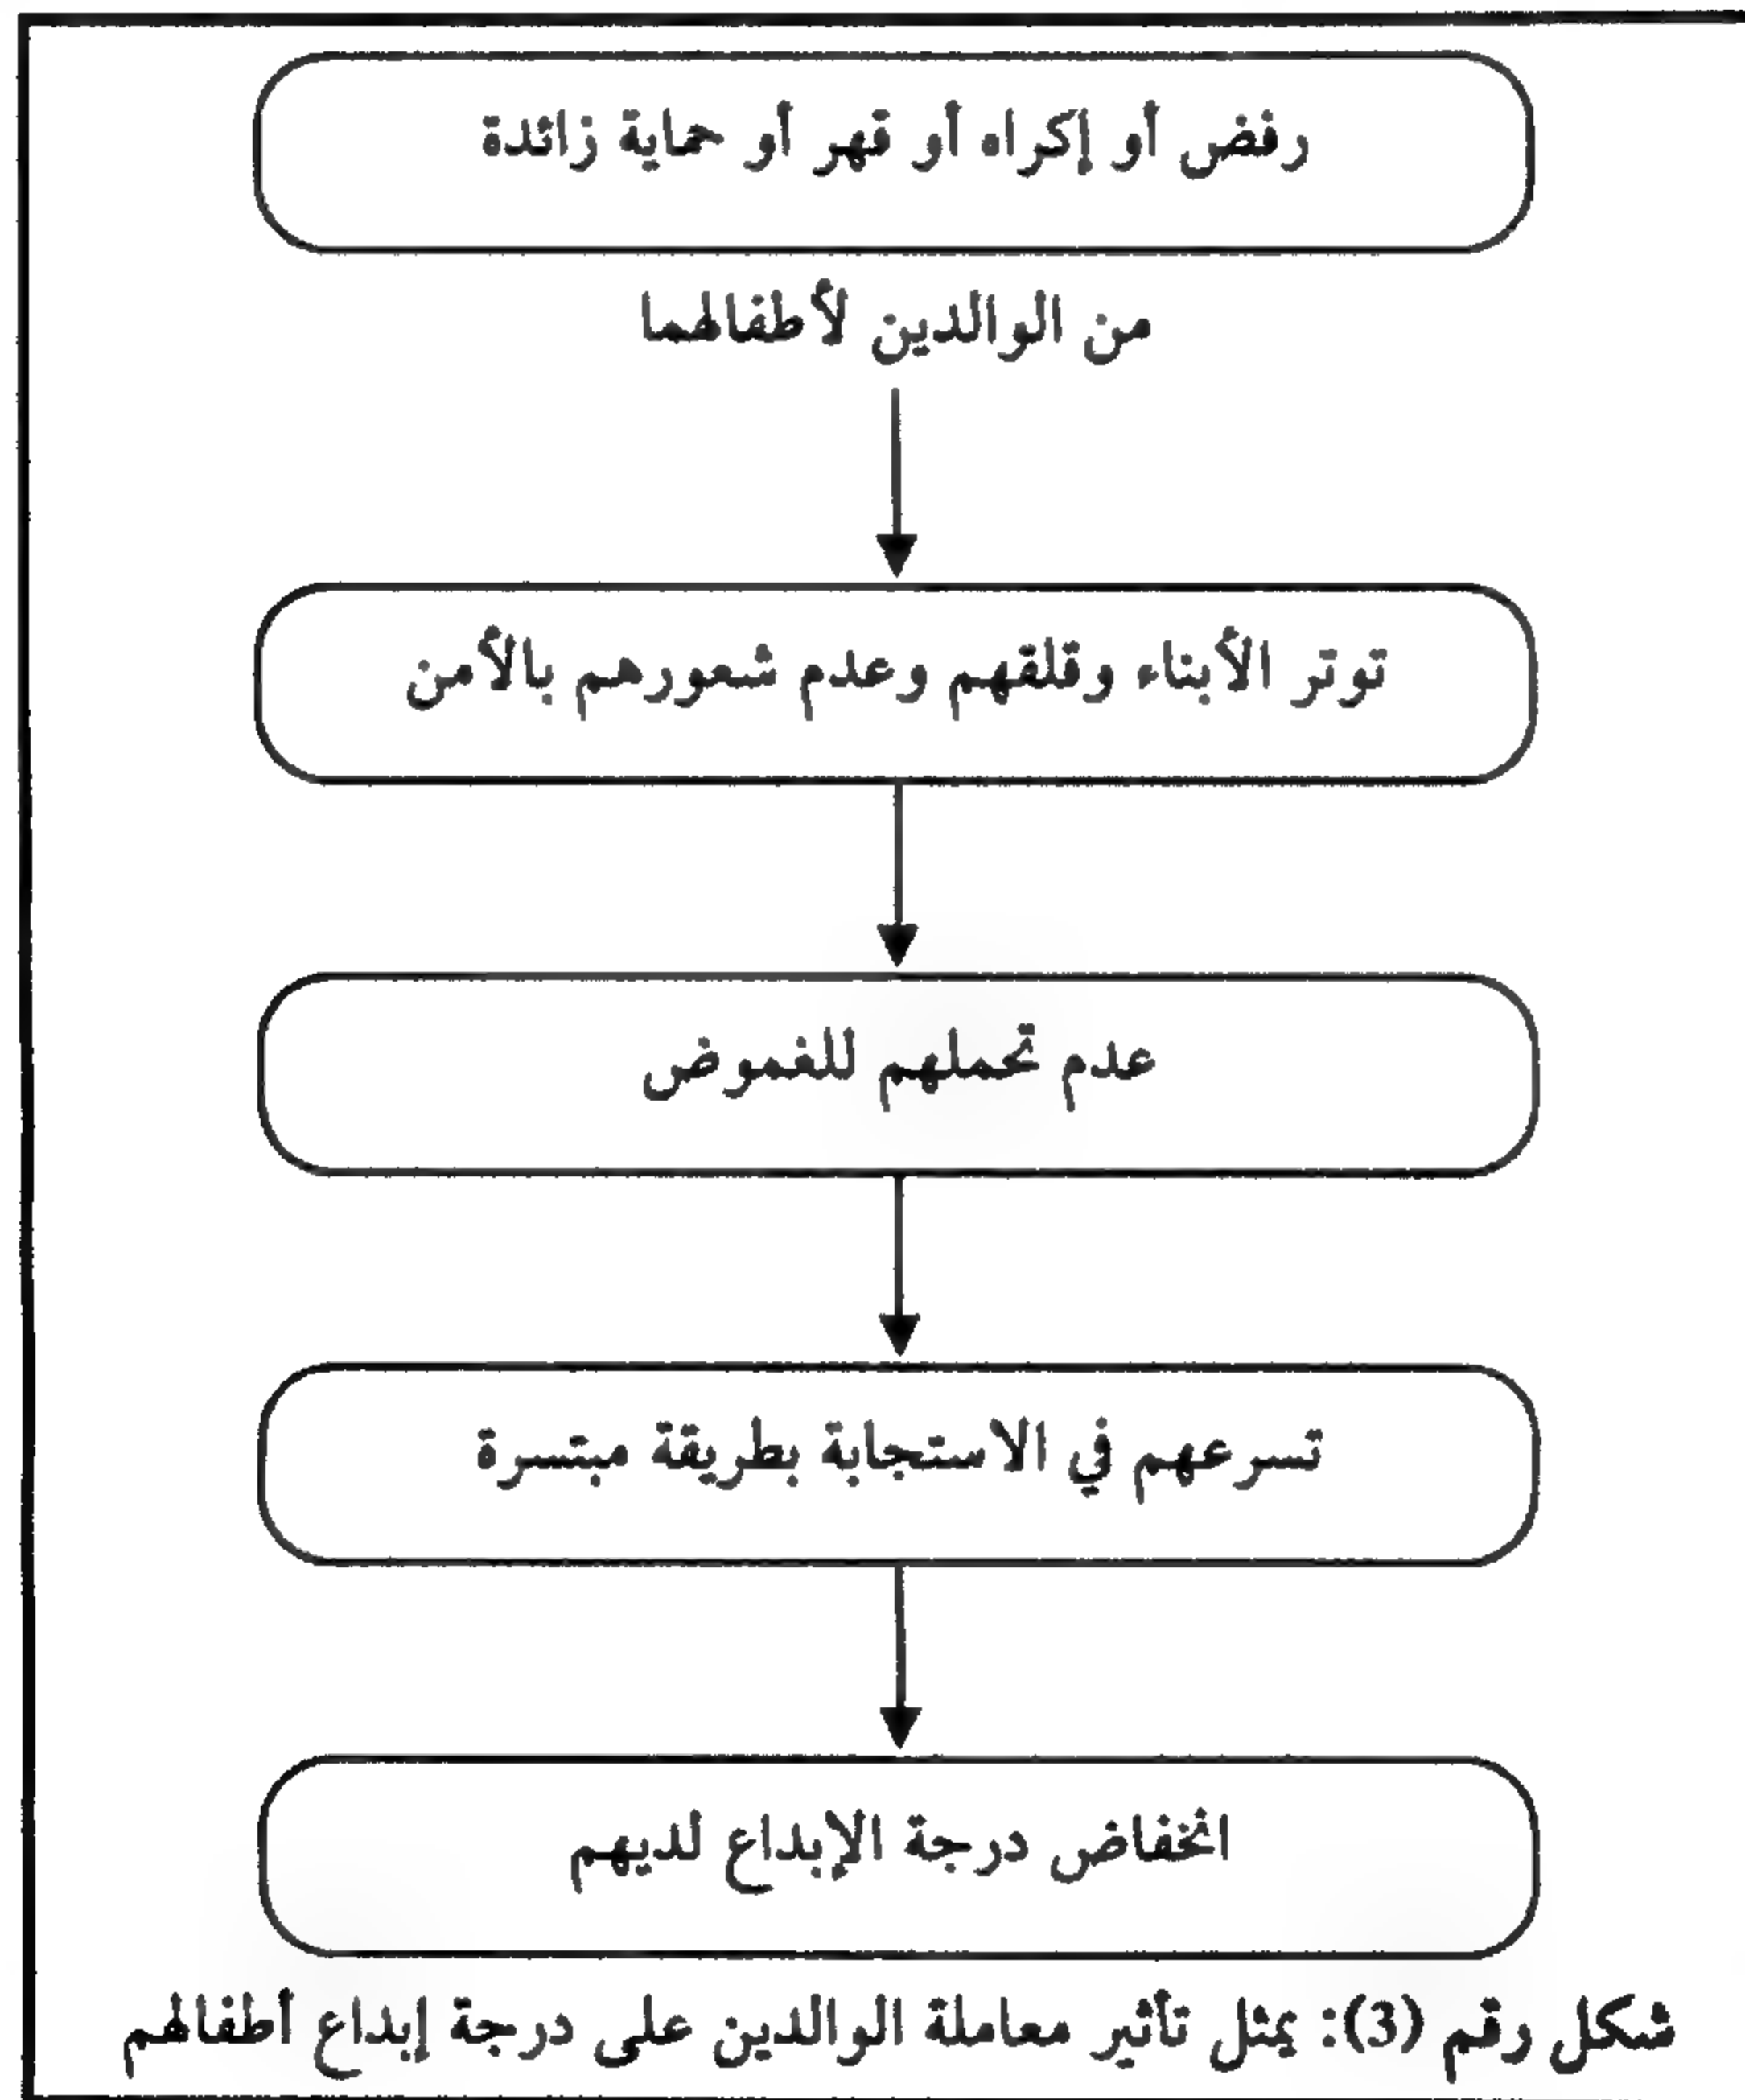 رفض أو إكراه أو قهر أو حماية زائدة
من الوالدين لأطفالهما
توتر الأبناء وقلقهم وعدم شعورهم بالأمن
عدم تحملهم للغموض
تسرعهم في الاستجابة بطريقة مبتسرة
انخفاض درجة الإبداع لديهم
شكل رقم (3): يمثل تأثير معاملة الوالدين على درجة إبداع أطفالهم